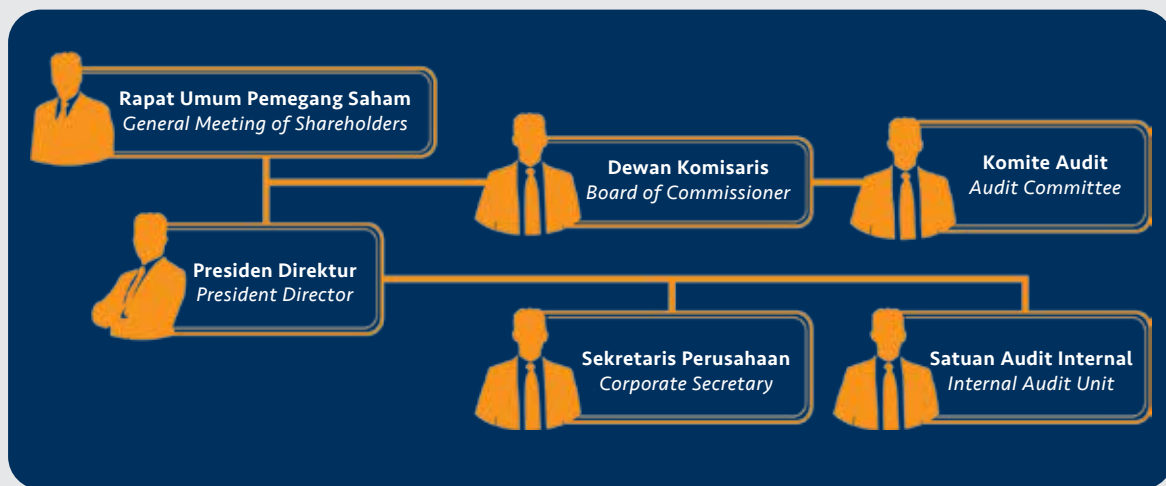 Rapat Umum Pemegang Saham
General Meeting of Shareholders
Dewan Komisaris
Board of Commissioner
Komite Audit
Audit Committee
Presiden Direktur
President Director
Sekretaris Perusahaan
Corporate Secretary
Satuan Audit Internal
Internal Audit Unit